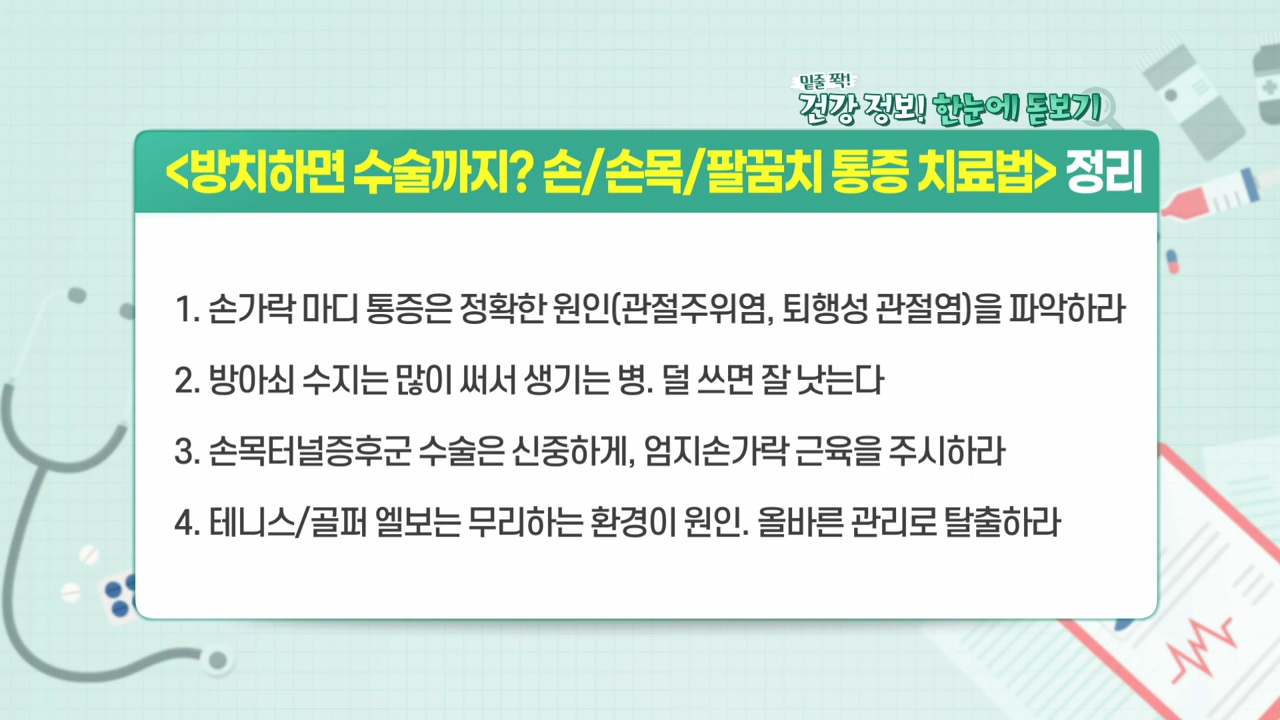 밑줄 쫙!
건강 정보! 한눈에 돋보기
<방치하면 수술까지? 손/손목/팔꿈치 통증 치료법> 정리
1. 손가락 마디 통증은 정확한 원인(관절주위염, 퇴행성 관절염)을 파악하라
2. 방아쇠 수지는 많이 써서 생기는 병. 덜 쓰면 잘 낫는다
3. 손목터널증후군 수술은 신중하게, 엄지손가락 근육을 주시하라
4. 테니스/골퍼 엘보는 무리하는 환경이 원인. 올바른 관리로 탈출하라